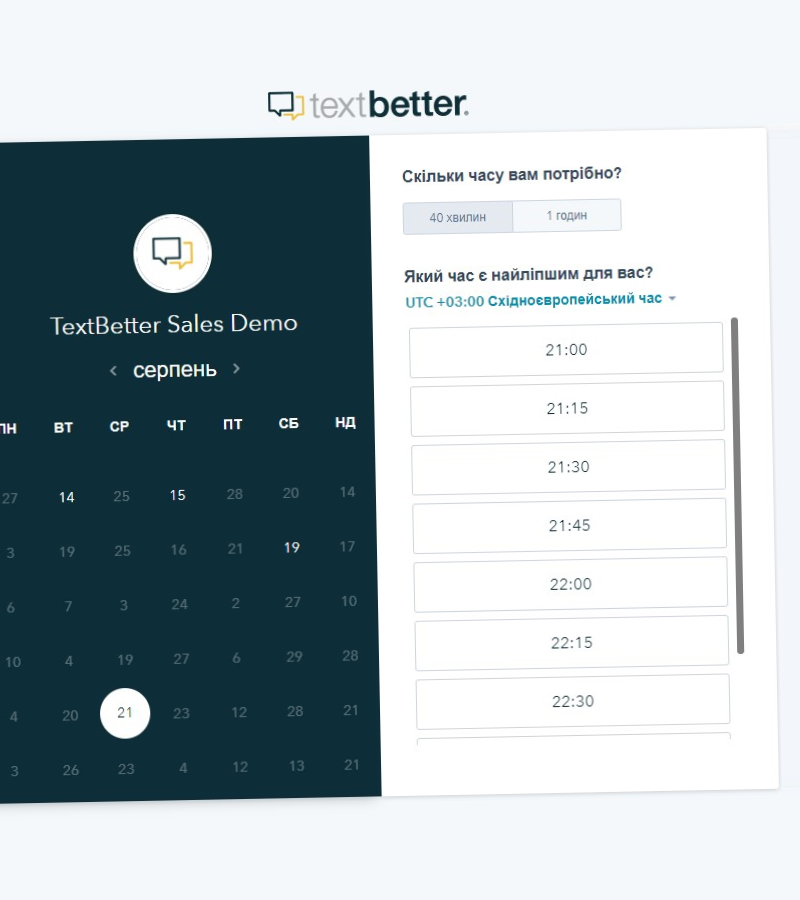 textbetter.
TextBetter Sales Demo
серпень
ПН ВТ СР ЧТ ПТ СБ НД
27 14 25 15 28 20 14
3 19 25 16 21 19 17
6 7 3 24 2 27 10
10 4 19 27 6 29 28
4 20 21 23 12 28 21
3 26 23 4 12 13 21
Скільки часу вам потрібно?
40 хвилин 1 годин
Який час є найліпшим для вас?
UTC +03:00 Східноєвропейський час
21:00
21:15
21:30
21:45
22:00
22:15
22:30